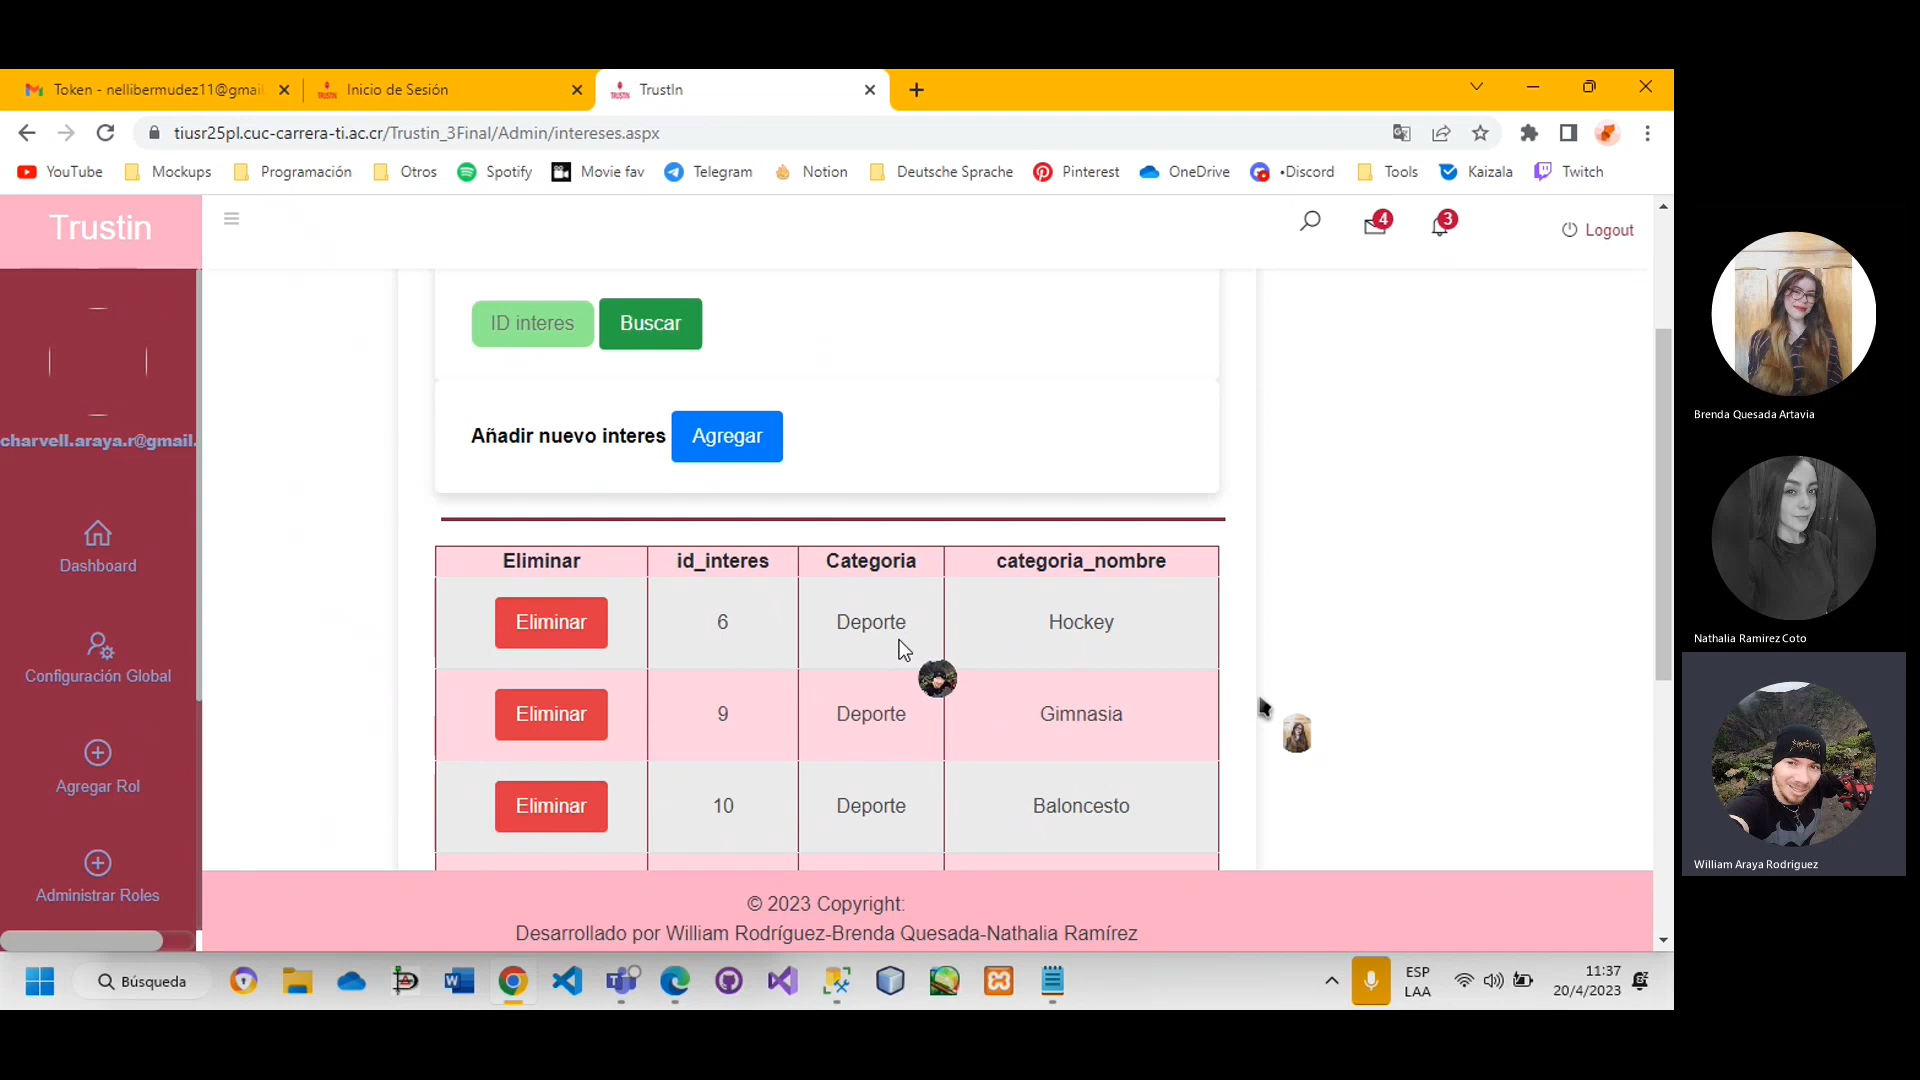 Token - nellibermudez11@gmail
Inicio de Sesión
TrustIn
tiusr25pl.cuc-carrera-ti.ac.cr/Trustin_3Final/Admin/intereses.aspx
YouTube
Mockups
Programación
Otros
Spotify
Movie fav
Telegram
Notion
Deutsche Sprache
Pinterest
OneDrive
•Discord
Tools
Kaizala
Twitch
Trustin
4
3
Logout
charvell.araya.r@gmail.
Dashboard
Configuración Global
Agregar Rol
Administrar Roles
ID interes
Buscar
Añadir nuevo interes
Agregar
Eliminar id_interes Categoria categoria_nombre
Eliminar 6 Deporte Hockey
Eliminar 9 Deporte Gimnasia
Eliminar 10 Deporte Baloncesto
© 2023 Copyright:
Desarrollado por William Rodríguez-Brenda Quesada-Nathalia Ramírez
Brenda Quesada Artavia
Nathalia Ramirez Coto
William Araya Rodriguez
Búsqueda
ESP
LAA
11:37
20/4/2023